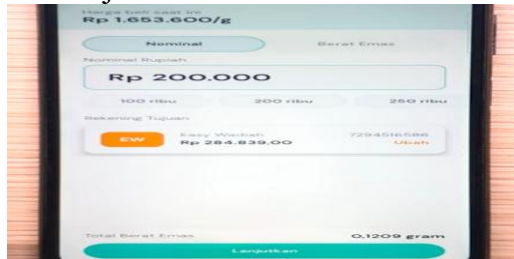 Harga beli saat ini
Rp 1.653.600/g
Nominal Berat Emas
Nominal Rupiah
Rp 200.000
100 ribu 200 ribu 250 ribu
Rekening Tujuan
EW Easy Wadiah 7294516586
Rp 284.839,00 Ubah
Total Berat Emas 0,1209 gram
Lanjutkan